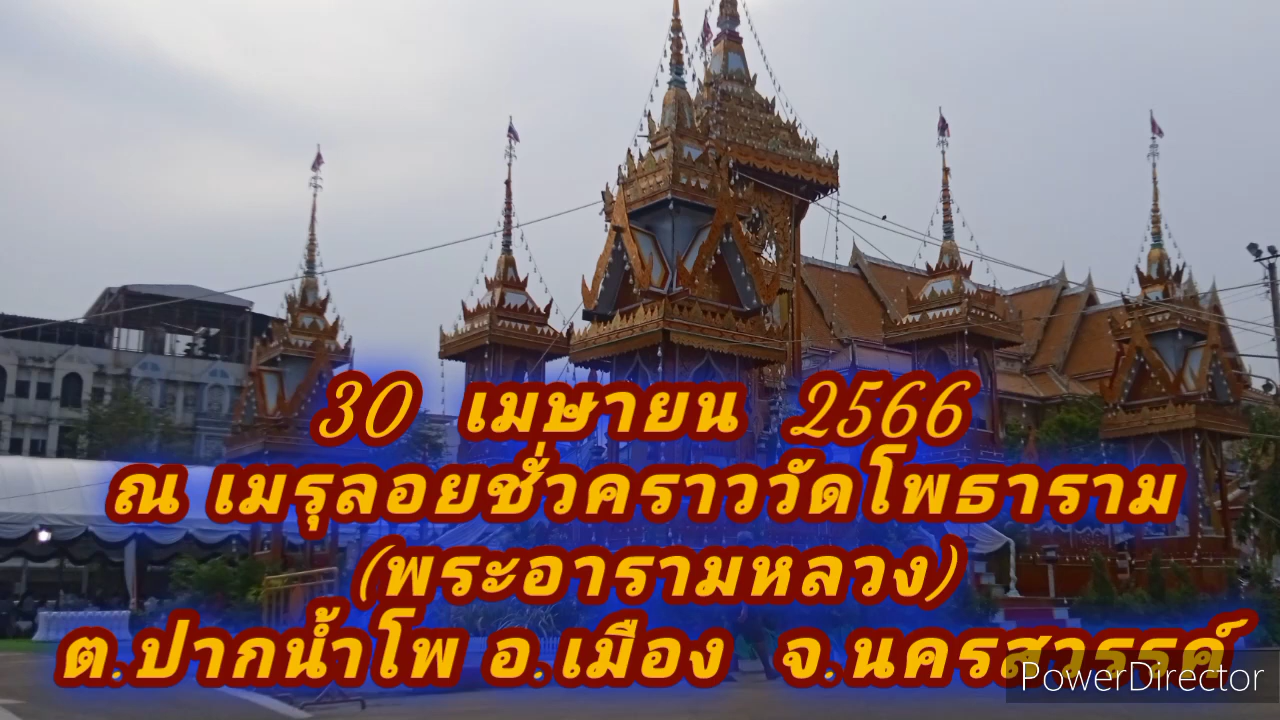 30 เมษายน 2566
ณ เมรุลอยชั่วคราววัดโพธาราม
(พระอารามหลวง)
ต.ปากน้ำโพ อ.เมือง จ.นครสวรรค์
PowerDirector